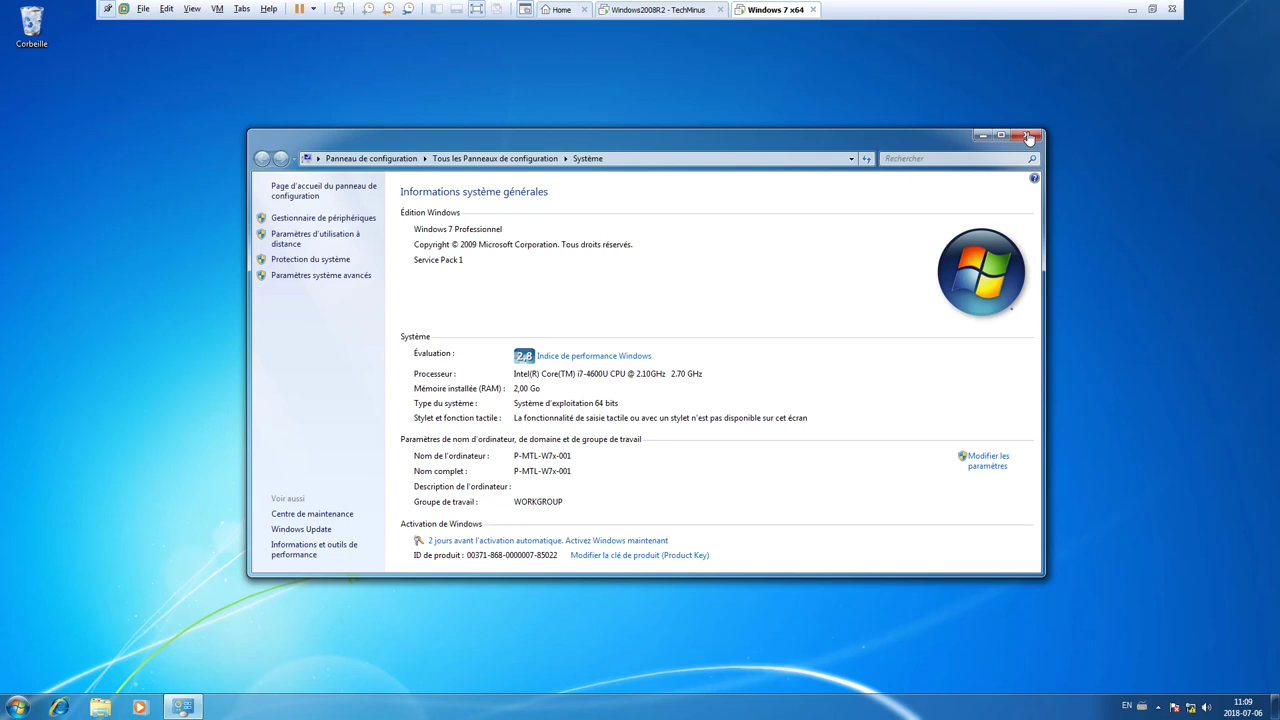 File Edit View VM Tabs Help Home Windows2008R2 - TechMinus Windows 7 x64
Corbeille
Panneau de configuration Tous les Panneaux de configuration Système Rechercher
Page d'accueil du panneau de
configuration
Gestionnaire de périphériques
Paramètres d'utilisation à
distance
Protection du système
Paramètres système avancés
Voir aussi
Centre de maintenance
Windows Update
Informations et outils de
performance
Informations système générales
Édition Windows
Windows 7 Professionnel
Copyright © 2009 Microsoft Corporation. Tous droits réservés.
Service Pack 1
Système
Évaluation : 2,8 Indice de performance Windows
Processeur : Intel(R) Core(TM) i7-4600U CPU @ 2.10GHz 2.70 GHz
Mémoire installée (RAM) : 2,00 Go
Type du système : Système d'exploitation 64 bits
Stylet et fonction tactile : La fonctionnalité de saisie tactile ou avec un stylet n'est pas disponible sur cet écran
Paramètres de nom d'ordinateur, de domaine et de groupe de travail
Nom de l'ordinateur : P-MTL-W7x-001
Nom complet : P-MTL-W7x-001
Description de l'ordinateur :
Groupe de travail : WORKGROUP
Modifier les
paramètres
Activation de Windows
2 jours avant l'activation automatique. Activez Windows maintenant
ID de produit : 00371-868-0000007-85022 Modifier la clé de produit (Product Key)
EN
11:09
2018-07-06